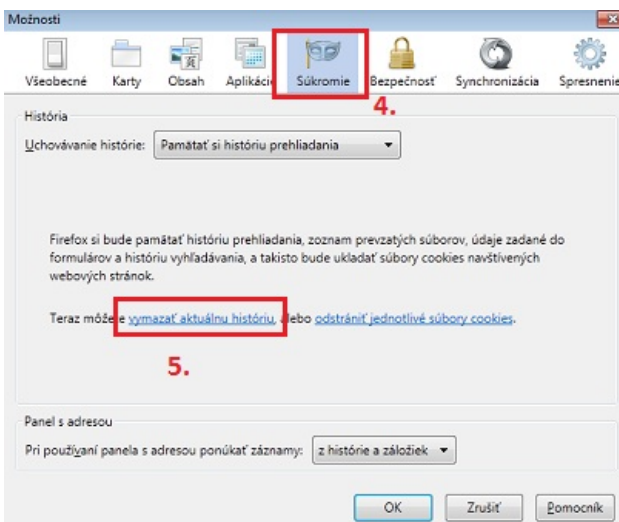 Možnosti
Všeobecné Karty Obsah Aplikácie Súkromie Bezpečnosť Synchronizácia Spresnenie
4.
História
Uchovávanie histórie: Pamätať si históriu prehliadania
Firefox si bude pamätať históriu prehliadania, zoznam prevzatých súborov, údaje zadané do
formulárov a históriu vyhľadávania, a takisto bude ukladať súbory cookies navštívených
webových stránok.
Teraz môžete vymazať aktuálnu históriu, alebo odstrániť jednotlivé súbory cookies.
5.
Panel s adresou
Pri používaní panela s adresou ponúkať záznamy: z histórie a záložiek
OK Zrušiť Pomocník